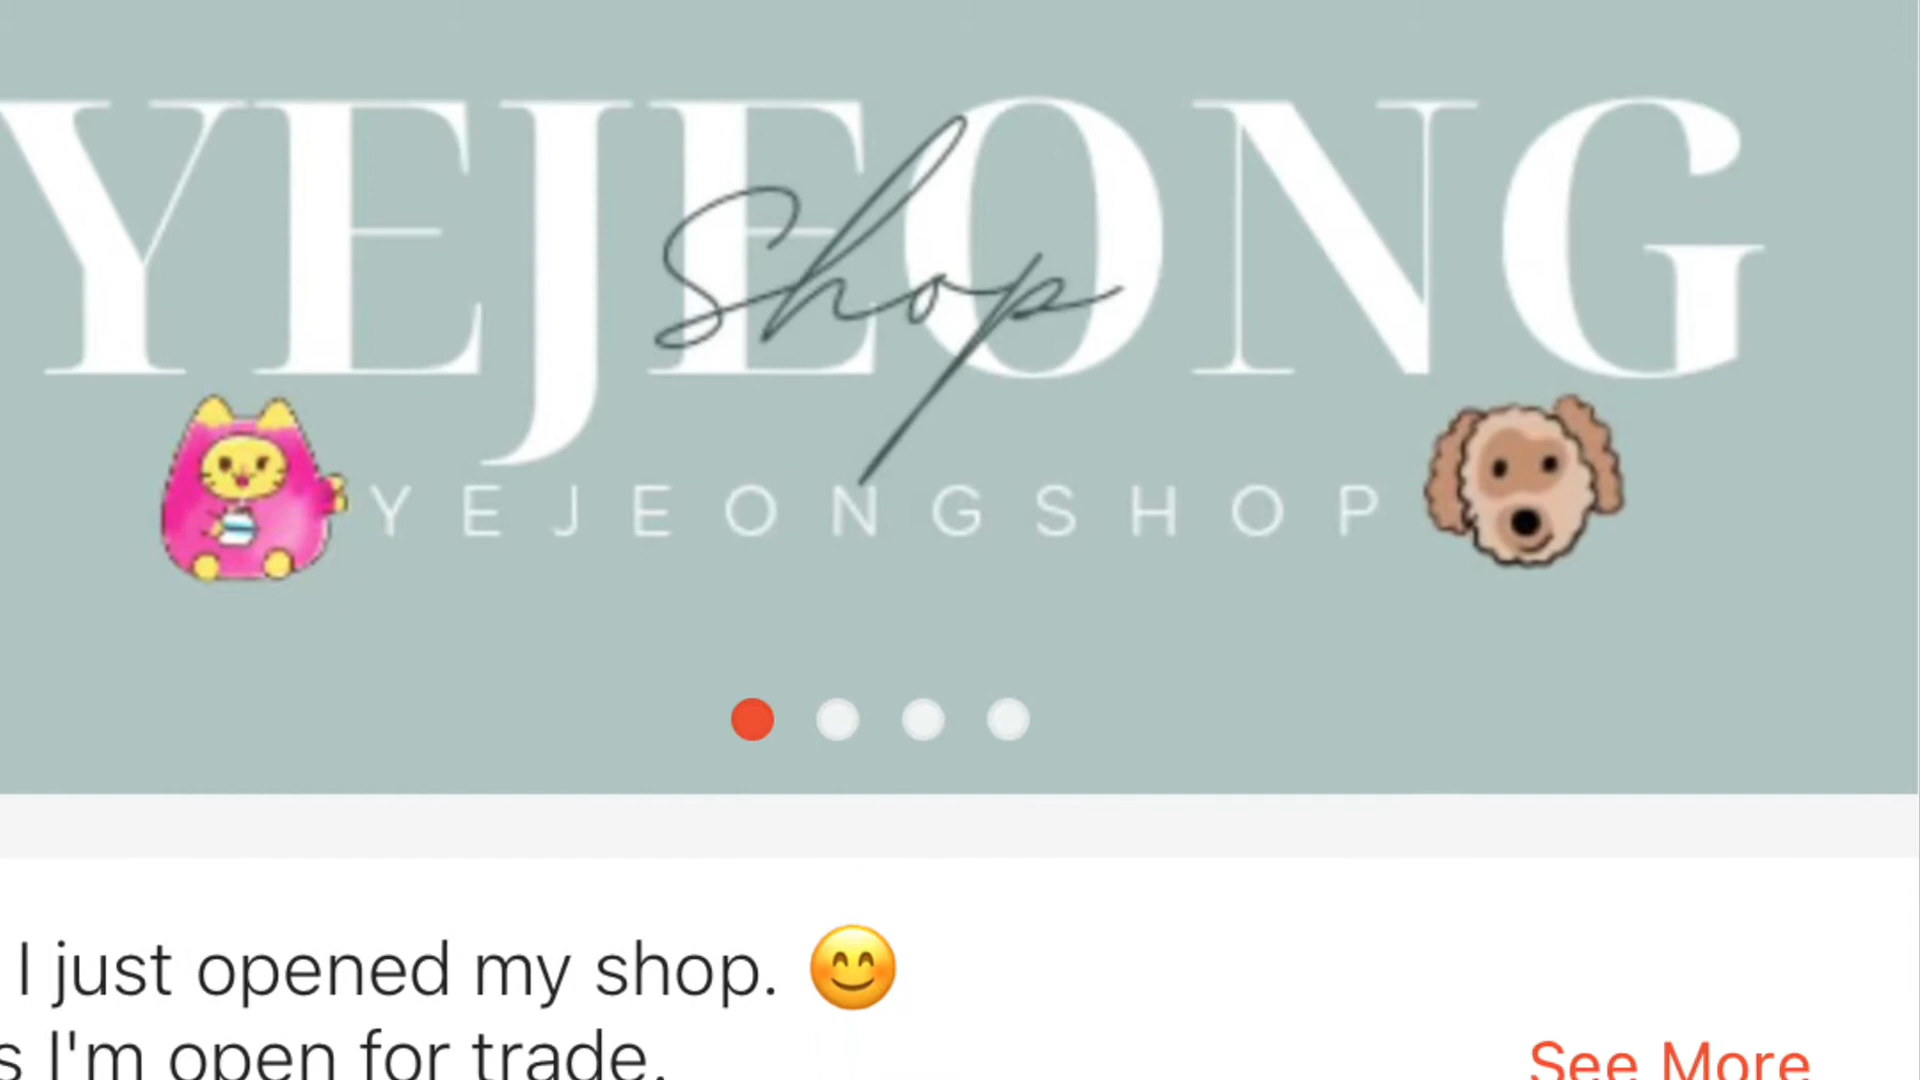 YEJEONG
Shop
YEJEONGSHOP
I just opened my shop. 😊
s I'm open for trade.
See More